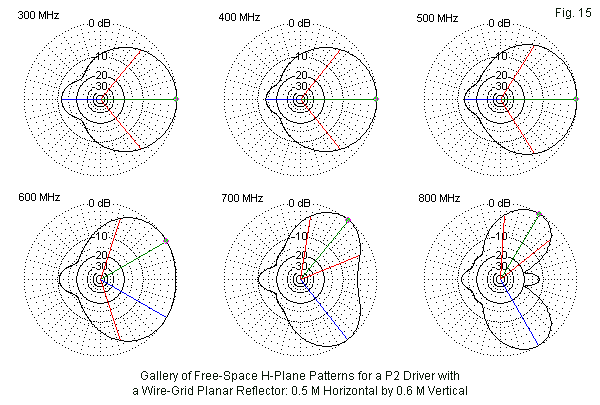 Fig. 15
300 MHz
0 dB
-10
-20
-30
400 MHz
0 dB
-10
-20
-30
500 MHz
0 dB
-10
-20
-30
600 MHz
0 dB
-10
-20
-30
700 MHz
0 dB
-10
-20
-30
800 MHz
0 dB
-10
-20
-30
Gallery of Free-Space H-Plane Patterns for a P2 Driver with
a Wire-Grid Planar Reflector: 0.5 M Horizontal by 0.6 M Vertical